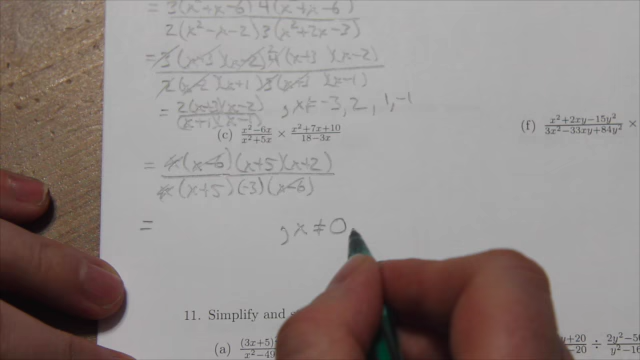 = 3(x²+x-6) 4(x²+x-6)
2(x²-x-2) 3(x²+2x-3)
= 3(x+3)(x-2) 4(x+3)(x-2)
2(x-2)(x+1) 3(x+3)(x-1)
= 2(x+3)(x-2) , x≠-3, 2, 1, -1
(x+1)(x-1)
(c) x²-6x / x²+5x × x²+7x+10 / 18-3x
(f) x²+2xy-15y² / 3x²-33xy+84y² ×
= x(x-6)(x+5)(x+2)
x(x+5)(-3)(x-6)
= , x≠0
11. Simplify and
(a) (3x+5)
x²-49
y+20
-20
÷
2y²-5
y²-16